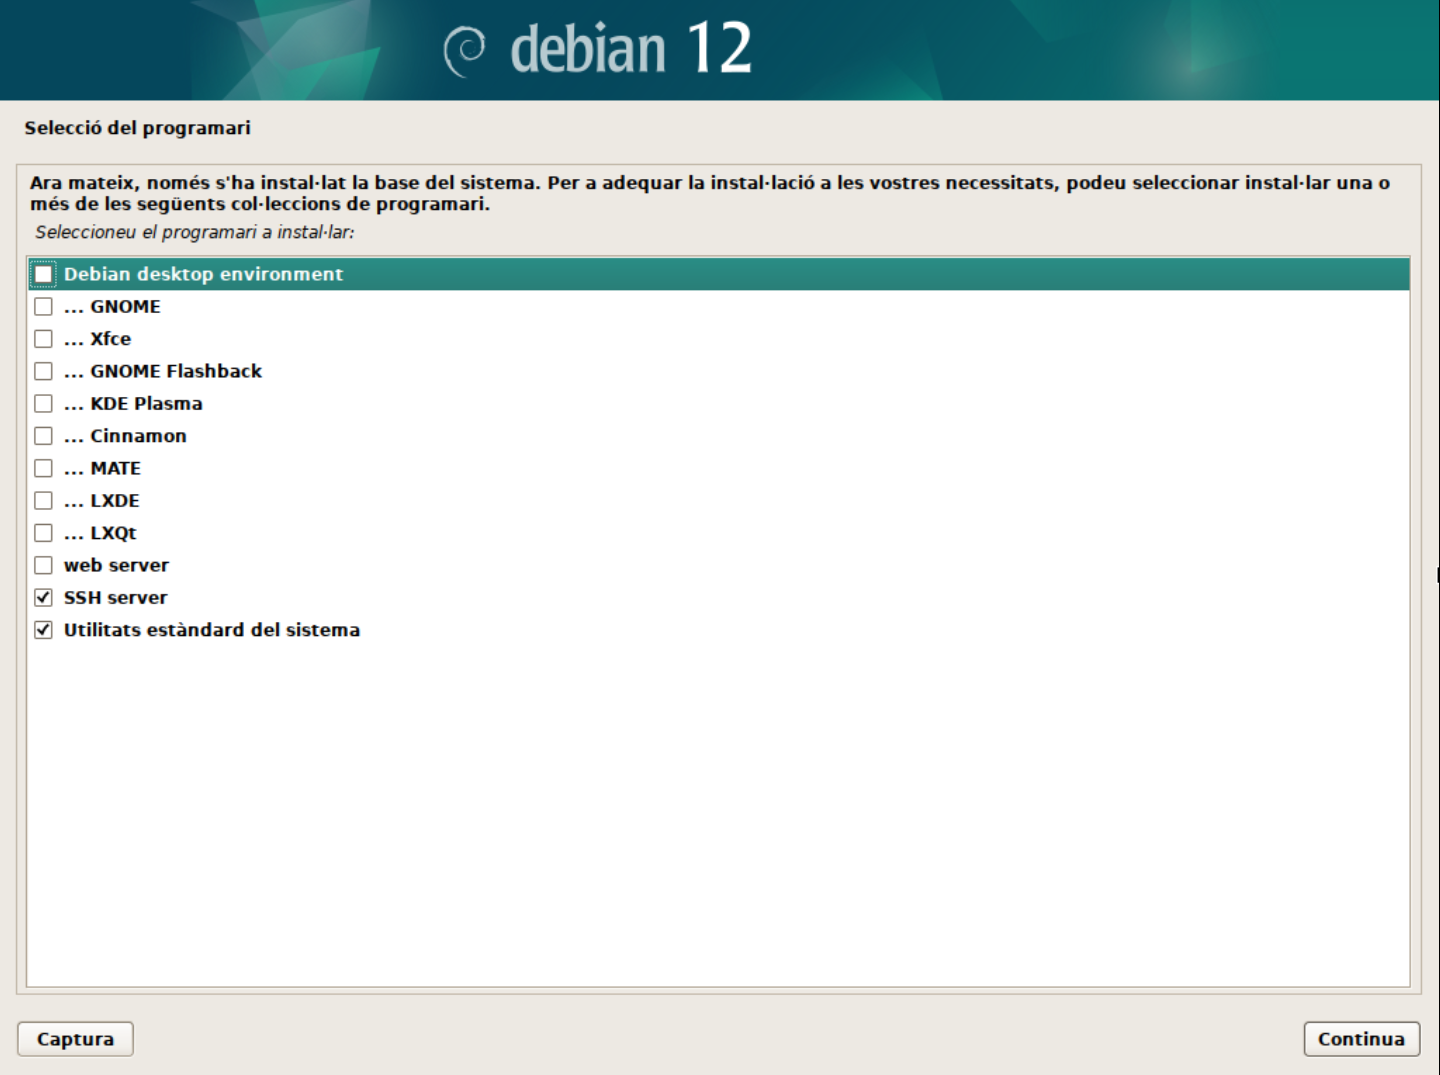 debian 12
Selecció del programari
Ara mateix, només s'ha instal·lat la base del sistema. Per a adequar la instal·lació a les vostres necessitats, podeu seleccionar instal·lar una o
més de les següents col·leccions de programari.
Seleccioneu el programari a instal·lar:
Debian desktop environment
... GNOME
... Xfce
... GNOME Flashback
... KDE Plasma
... Cinnamon
... MATE
... LXDE
... LXQt
web server
SSH server
Utilitats estàndard del sistema
Captura
Continua